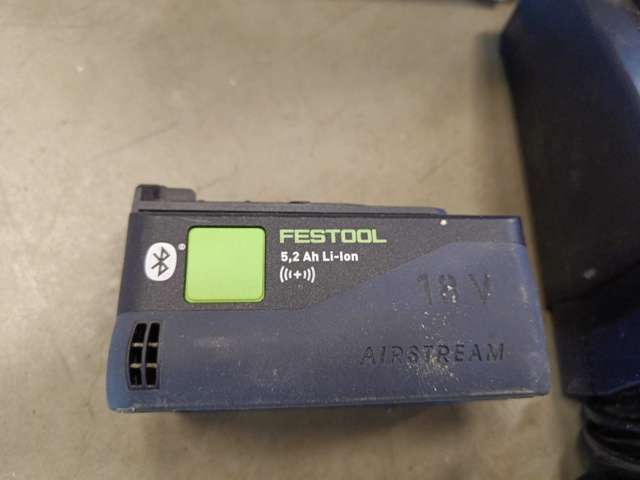 FESTOOL
5,2 Ah Li-Ion
18 V
AIRSTREAM